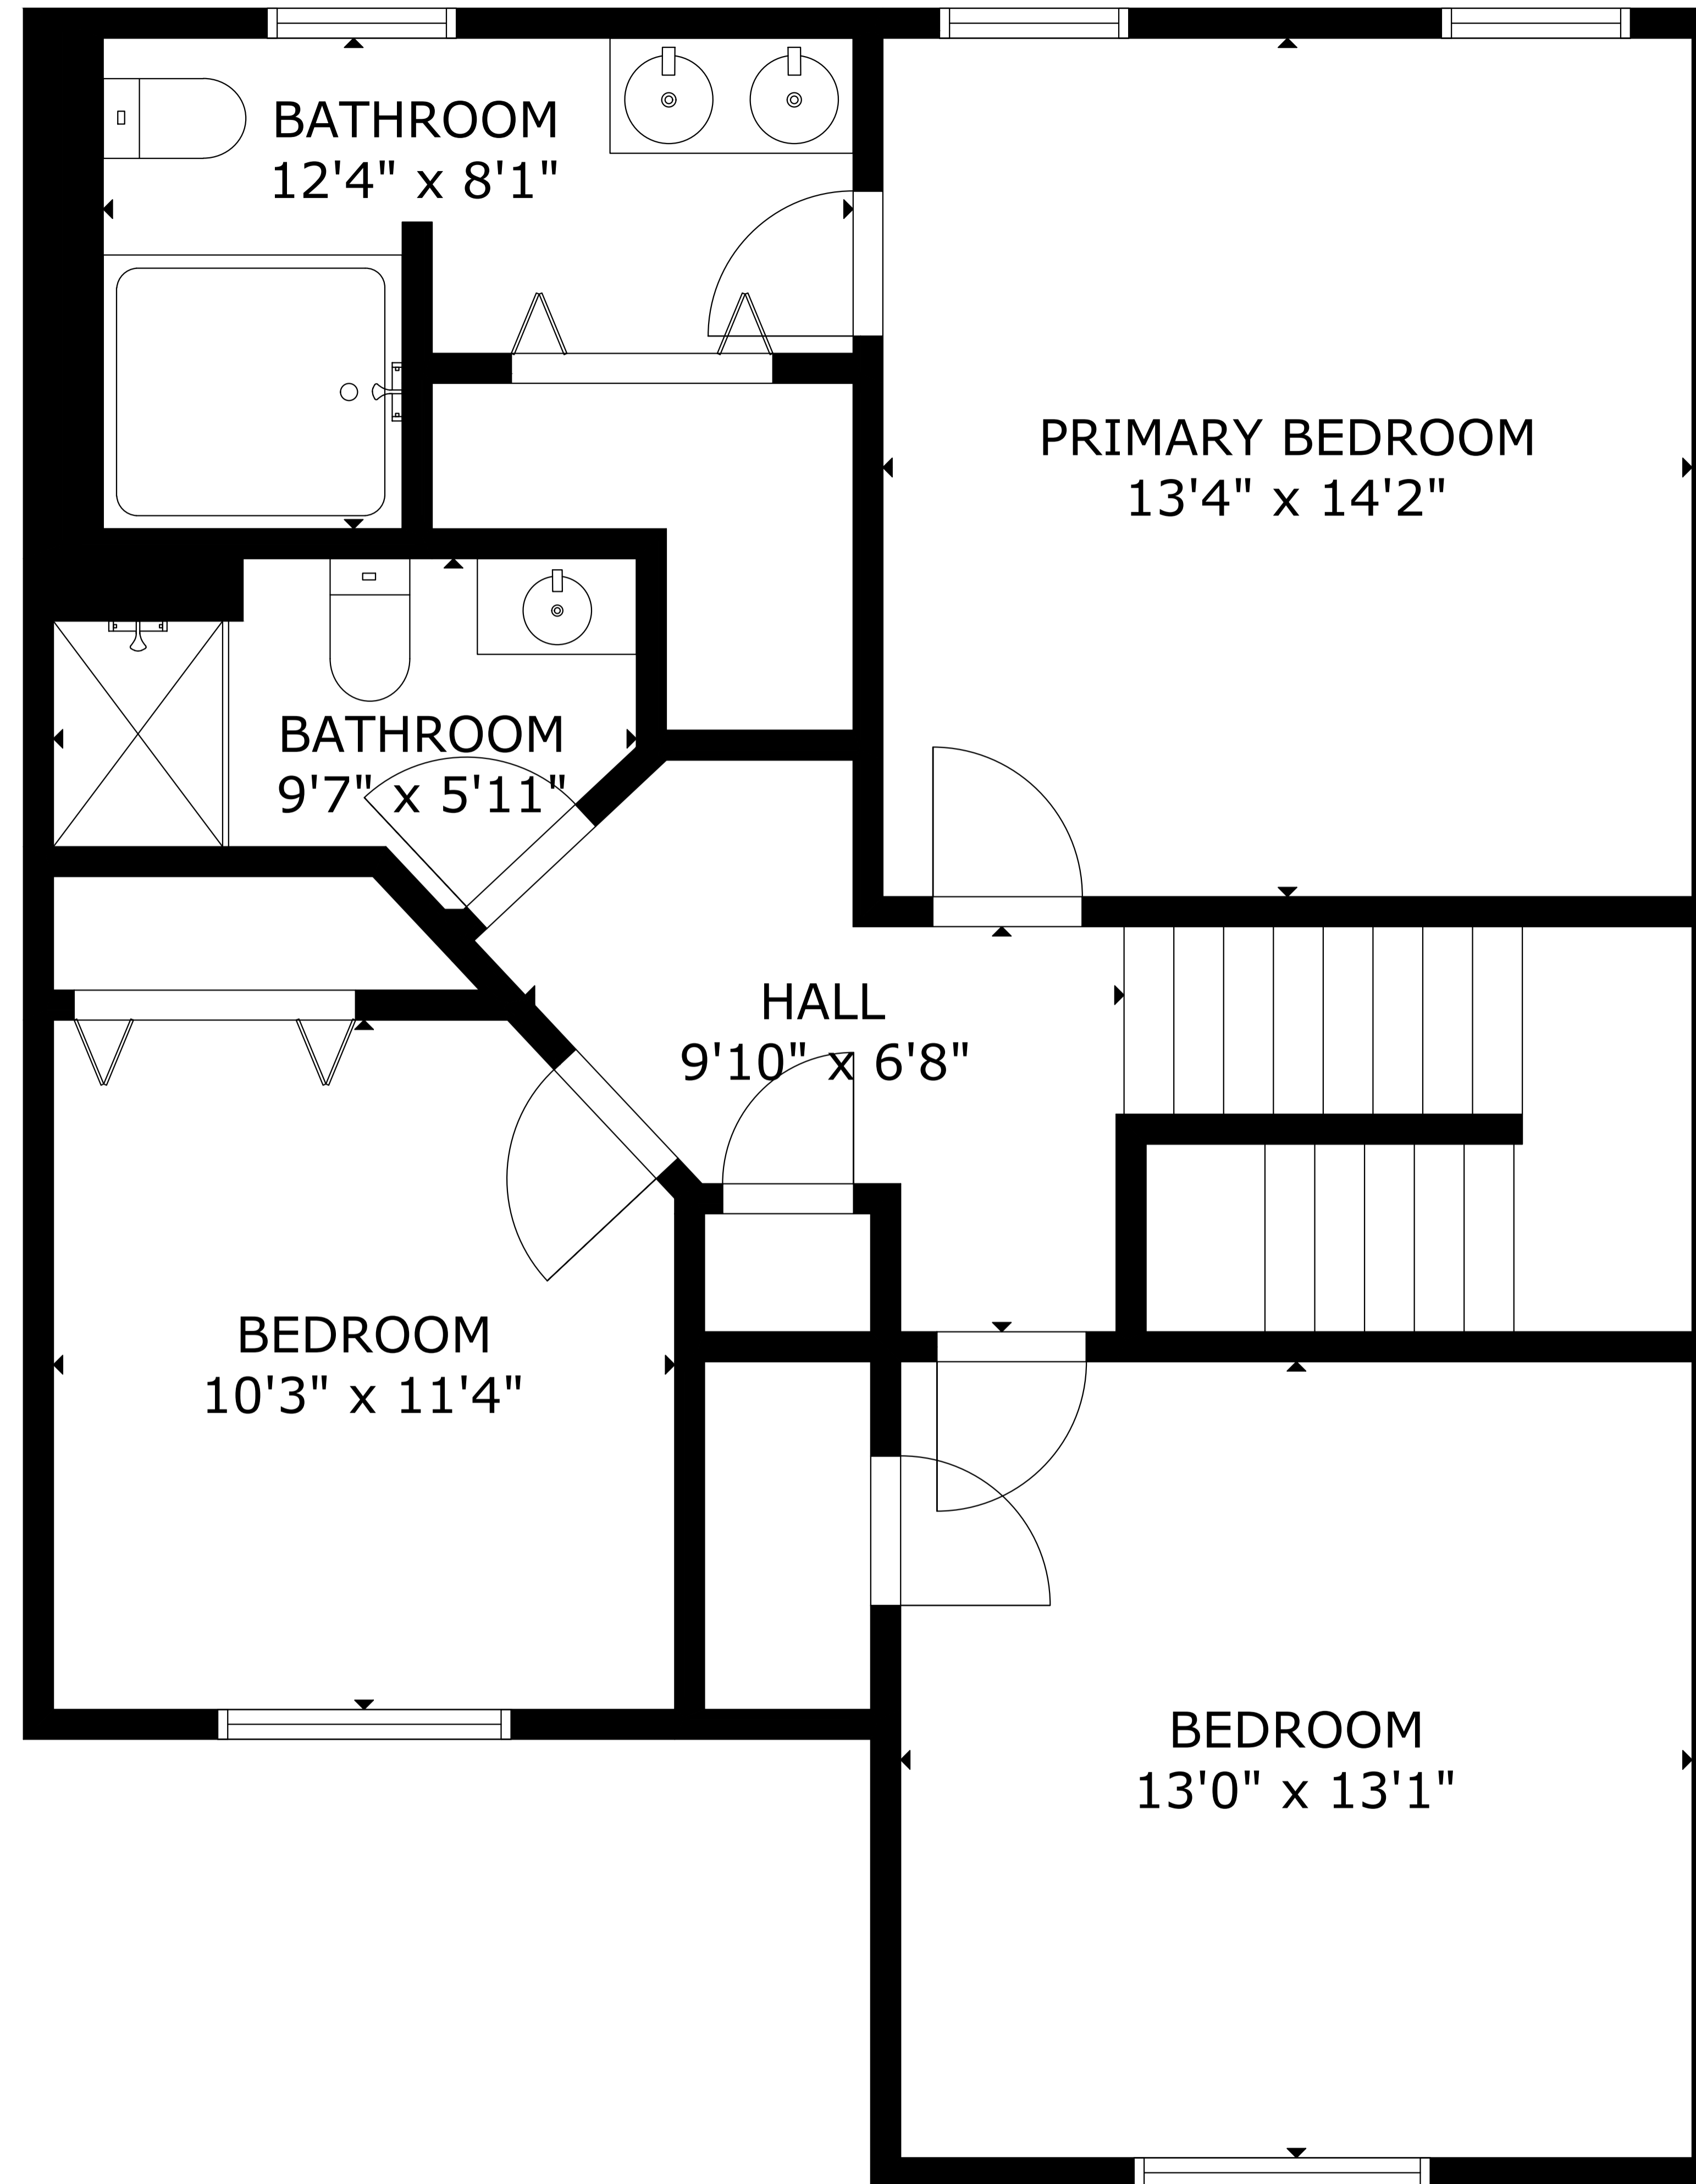 BATHROOM
12'4" x 8'1"
PRIMARY BEDROOM
13'4" x 14'2"
BATHROOM
9'7" x 5'11"
HALL
9'10" x 6'8"
BEDROOM
10'3" x 11'4"
BEDROOM
13'0" x 13'1"